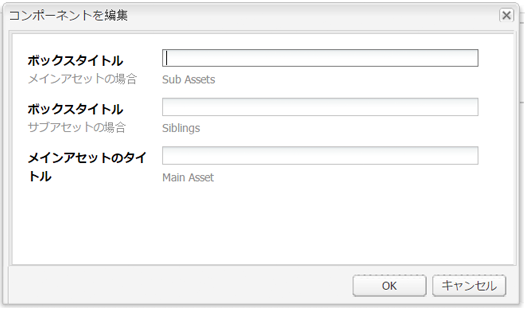 コンポーネントを編集
ボックスタイトル
メインアセットの場合 Sub Assets
ボックスタイトル
サブアセットの場合 Siblings
メインアセットのタイ
トル
Main Asset
OK キャンセル